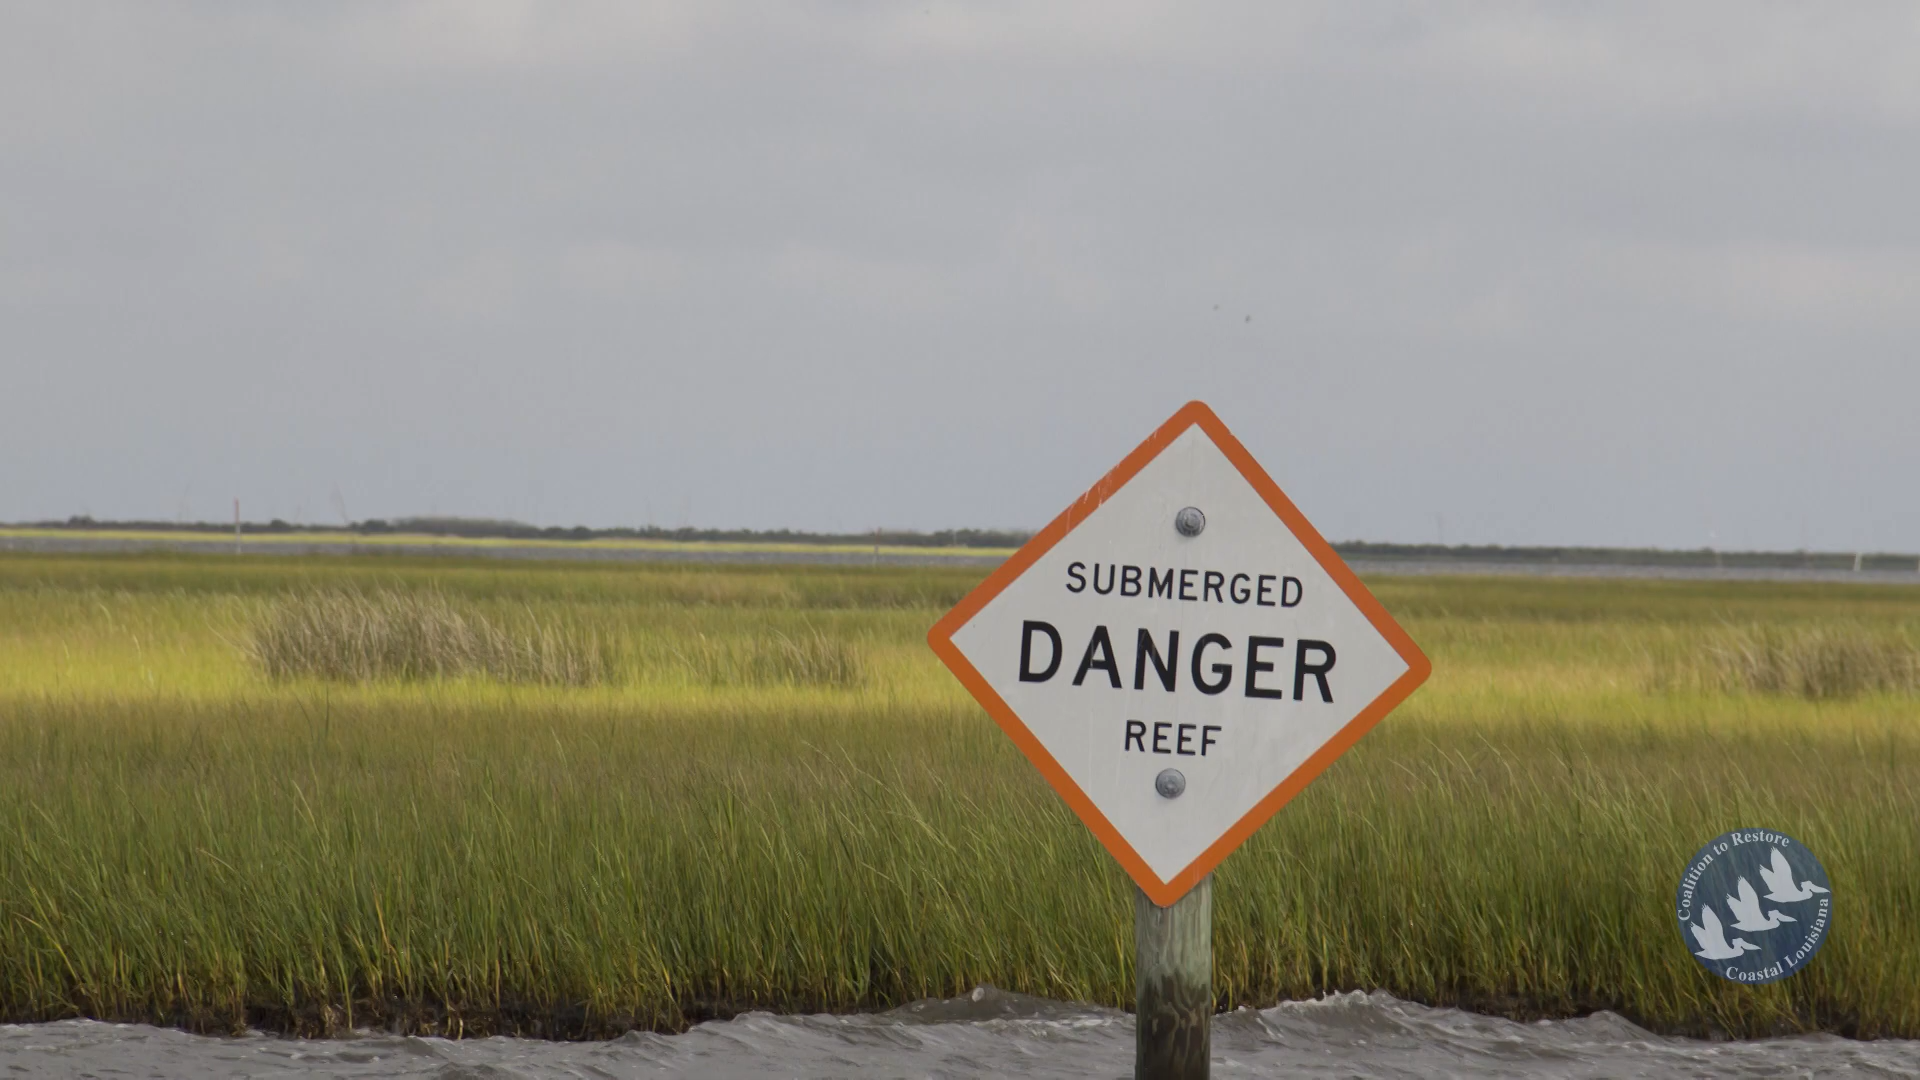 SUBMERGED
DANGER
REEF
Coalition to Restore
Coastal Louisiana